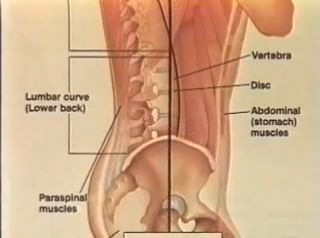 Vertebra
Disc
Lumbar curve
(Lower back)
Abdominal
(stomach)
muscles
Paraspinal
muscles